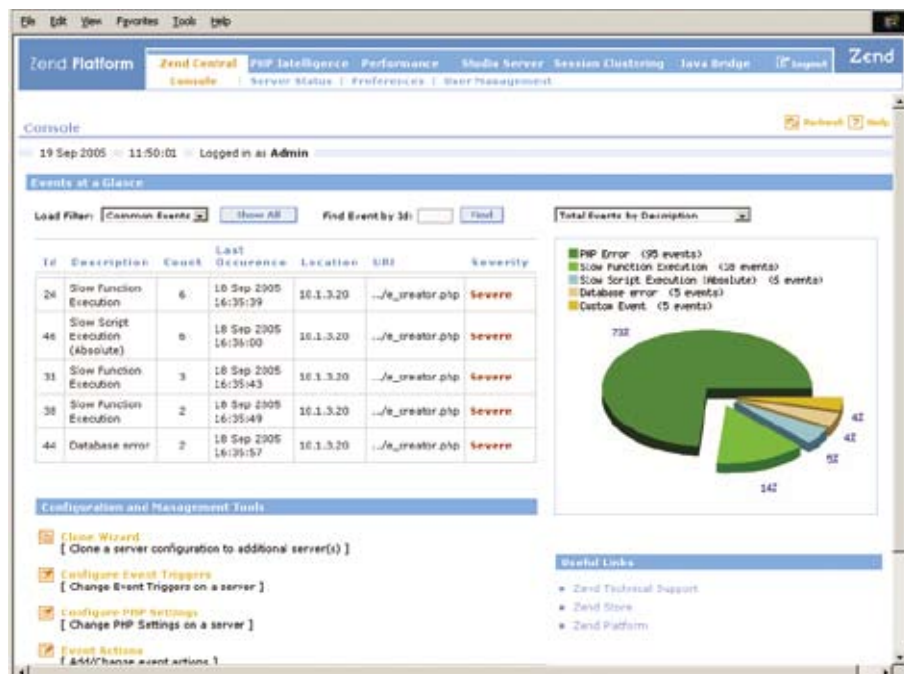 File Edit View Favorites Tools Help
Zend Platform
Zend Central PHP Intelligence Performance Studio Server Session Clustering Java Bridge Logout
Zend
Console | Server Status | Preferences | User Management
Console
Refresh ? Help
19 Sep 2005 11:50:01 Logged in as Admin
Events at a Glance
Load Filter: Common Events Show All Find Event by Id: Find
Total Events by Description
Id Description Count Last Occurence Location URI Severity
24 Slow Function Execution 6 18 Sep 2005 16:35:39 10.1.3.20 .../e_creator.php Severe
46 Slow Script Execution (Absolute) 6 18 Sep 2005 16:36:00 10.1.3.20 .../e_creator.php Severe
31 Slow Function Execution 3 18 Sep 2005 16:35:43 10.1.3.20 .../e_creator.php Severe
38 Slow Function Execution 2 18 Sep 2005 16:35:49 10.1.3.20 .../e_creator.php Severe
44 Database error 2 18 Sep 2005 16:35:57 10.1.3.20 .../e_creator.php Severe
PHP Error (95 events)
Slow Function Execution (18 events)
Slow Script Execution (Absolute) (6 events)
Database error (5 events)
Custom Event (5 events)
73%
4%
4%
5%
14%
Configuration and Management Tools
Clone Wizard
[ Clone a server configuration to additional server(s) ]
Configure Event Triggers
[ Change Event Triggers on a server ]
Configure PHP Settings
[ Change PHP Settings on a server ]
Event Actions
[ Add/Change event actions ]
Useful Links
Zend Technical Support
Zend Store
Zend Platform